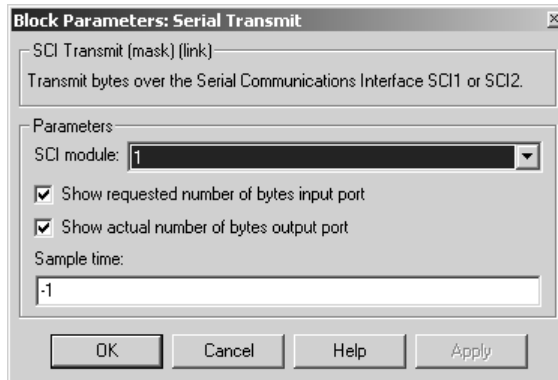 Block Parameters: Serial Transmit
SCI Transmit (mask) (link)
Transmit bytes over the Serial Communications Interface SCI1 or SCI2.
Parameters
SCI module: 1
Show requested number of bytes input port
Show actual number of bytes output port
Sample time:
-1
OK Cancel Help Apply